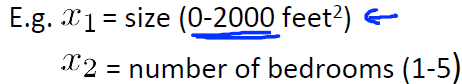 E.g. x₁ = size (0-2000 feet²)
x₂ = number of bedrooms (1-5)